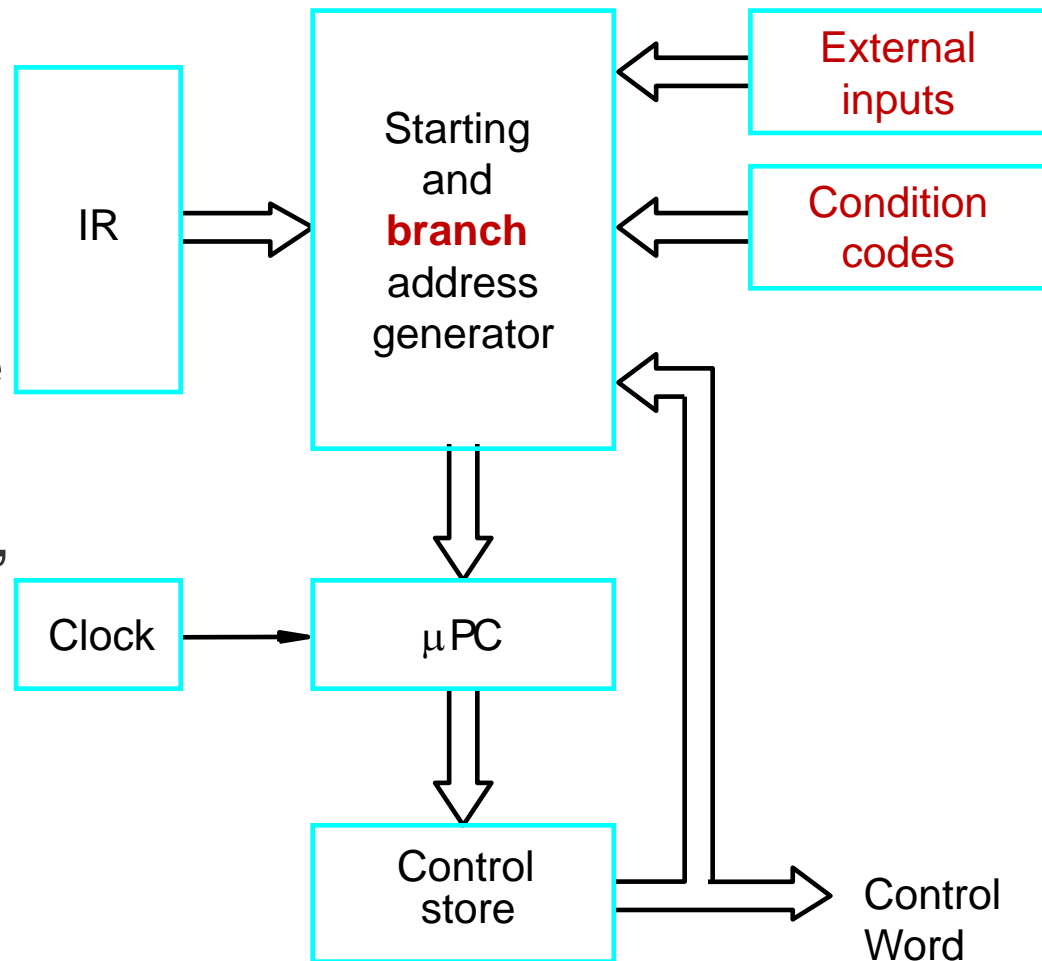 External
inputs
Starting
and
branch
address
generator
IR
Condition
codes
Clock
μPC
Control
store
Control
Word